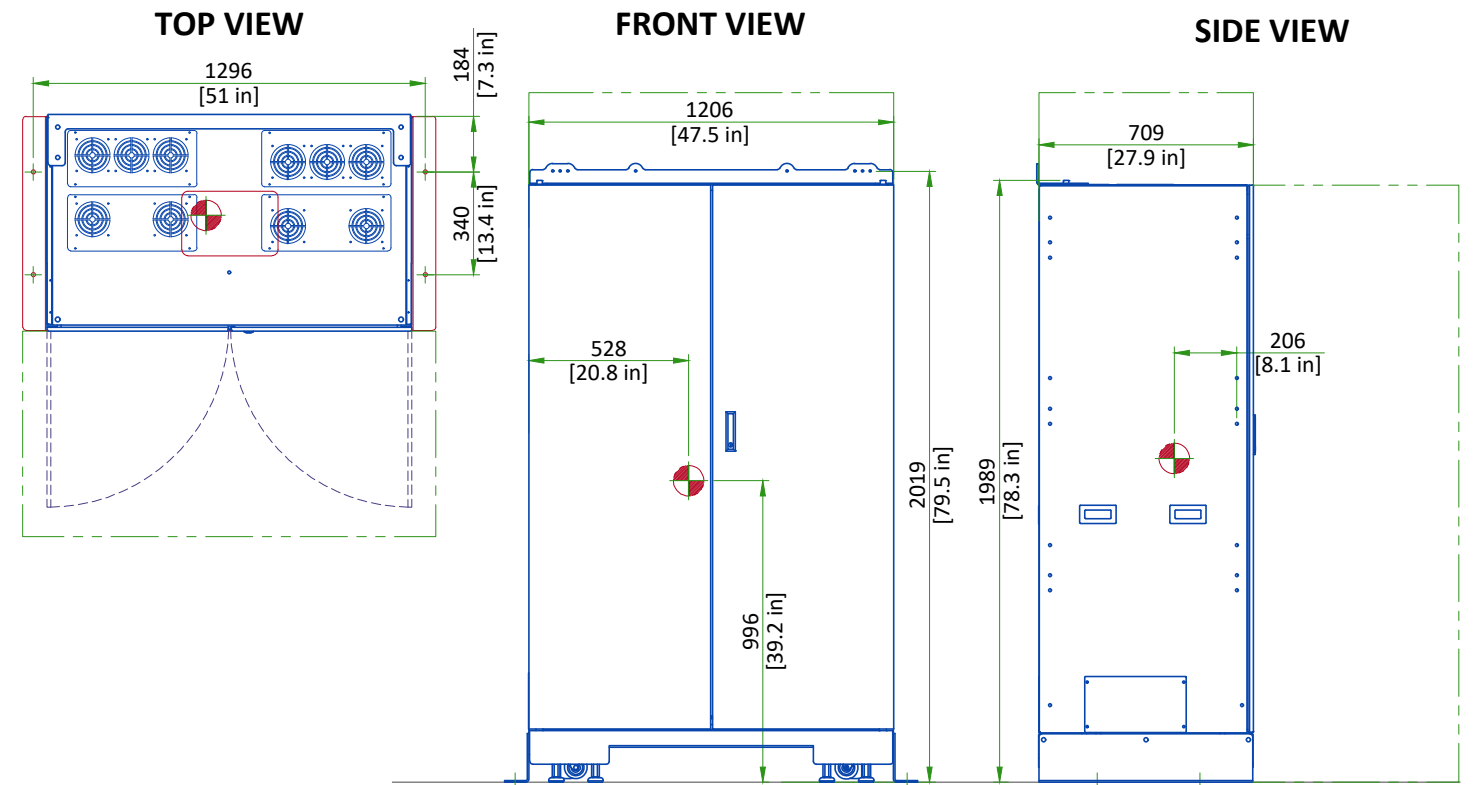 TOP VIEW
FRONT VIEW
SIDE VIEW
1296
[51 in]
184
[7.3 in]
340
[13.4 in]
1206
[47.5 in]
528
[20.8 in]
996
[39.2 in]
2019
[79.5 in]
709
[27.9 in]
1989
[78.3 in]
206
[8.1 in]